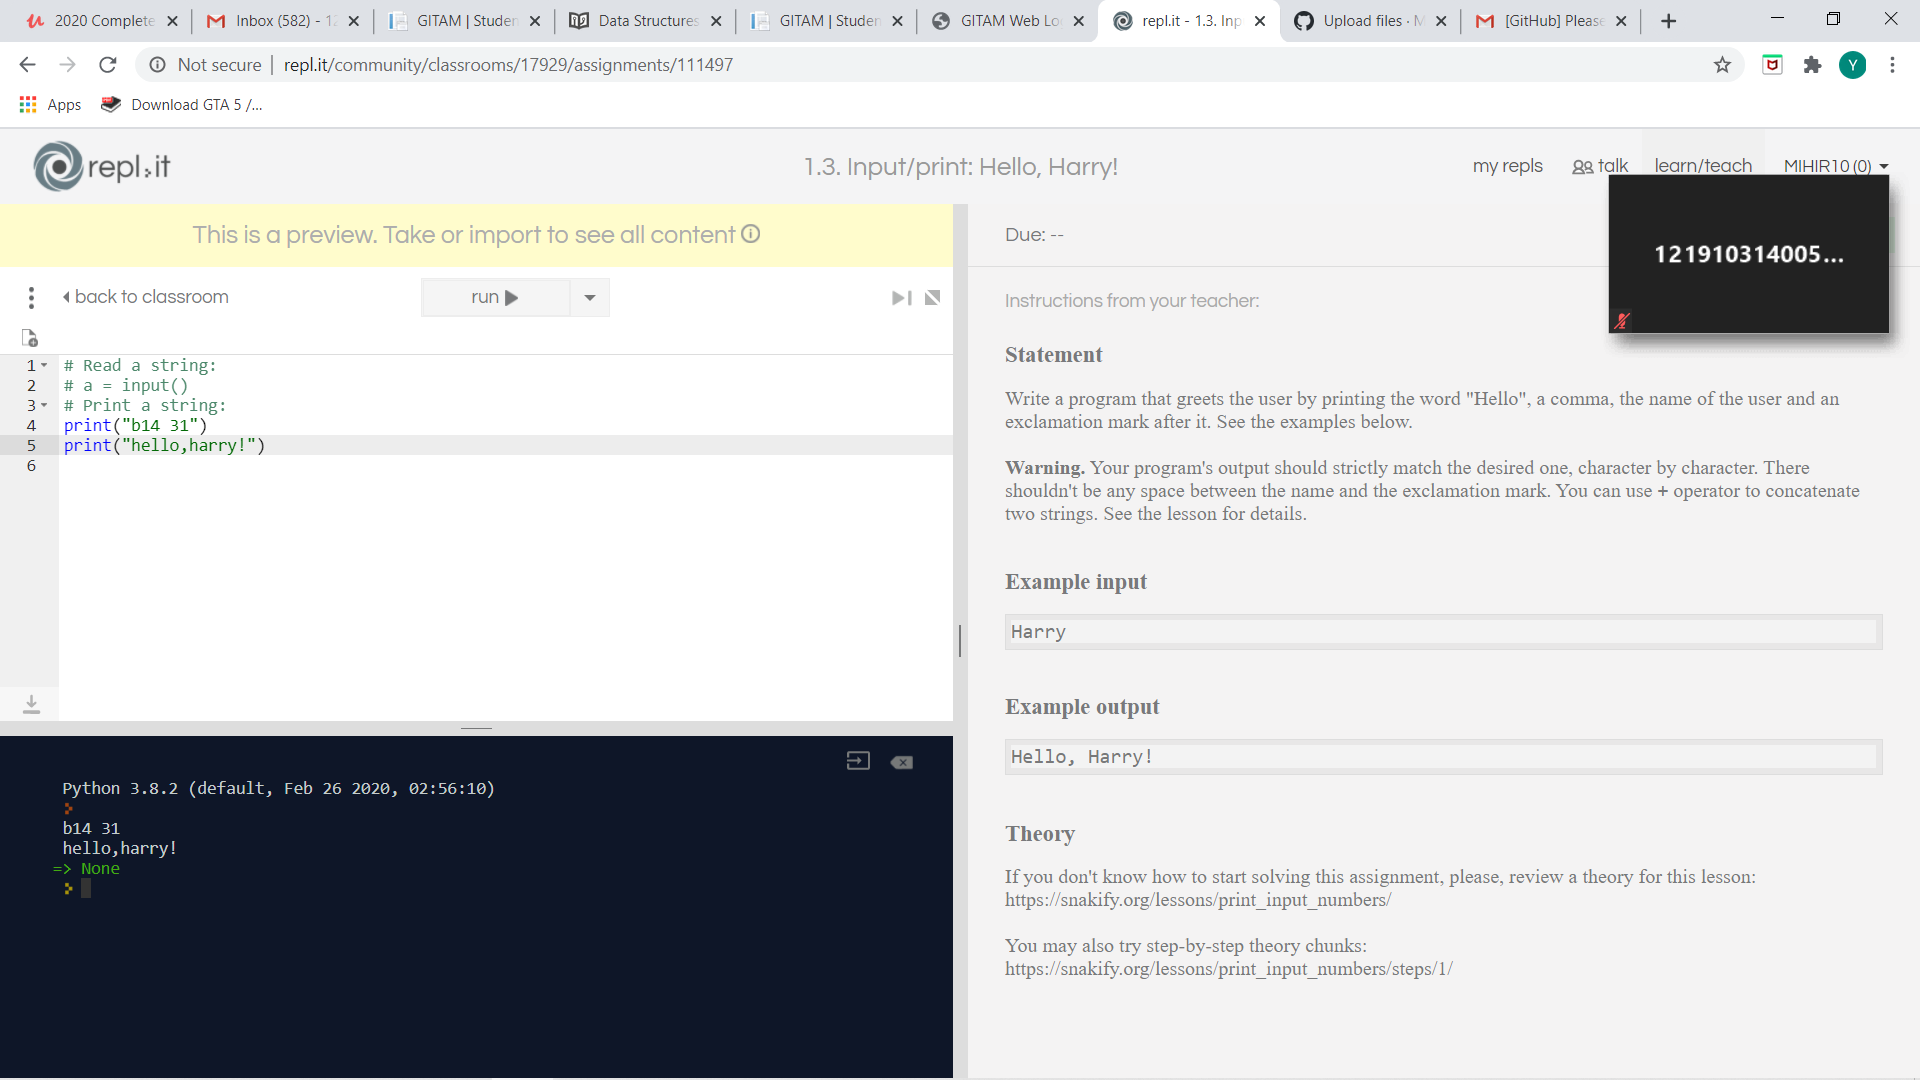 2020 Complete
Inbox (582) - 12
GITAM | Studen
Data Structures
GITAM | Studen
GITAM Web Lo
repl.it - 1.3. Inp
Upload files · M
[GitHub] Please
Not secure | repl.it/community/classrooms/17929/assignments/111497
Y
Apps
Download GTA 5 /...
repl.it
1.3. Input/print: Hello, Harry!
my repls
talk
learn/teach
MIHIR10 (0)
121910314005...
This is a preview. Take or import to see all content
back to classroom
run
1 # Read a string:
2 # a = input()
3 # Print a string:
4 print("b14 31")
5 print("hello,harry!")
6
Python 3.8.2 (default, Feb 26 2020, 02:56:10)
b14 31
hello,harry!
=> None
Due: --
Instructions from your teacher:
Statement
Write a program that greets the user by printing the word "Hello", a comma, the name of the user and an
exclamation mark after it. See the examples below.
Warning. Your program's output should strictly match the desired one, character by character. There
shouldn't be any space between the name and the exclamation mark. You can use + operator to concatenate
two strings. See the lesson for details.
Example input
Harry
Example output
Hello, Harry!
Theory
If you don't know how to start solving this assignment, please, review a theory for this lesson:
https://snakify.org/lessons/print_input_numbers/
You may also try step-by-step theory chunks:
https://snakify.org/lessons/print_input_numbers/steps/1/